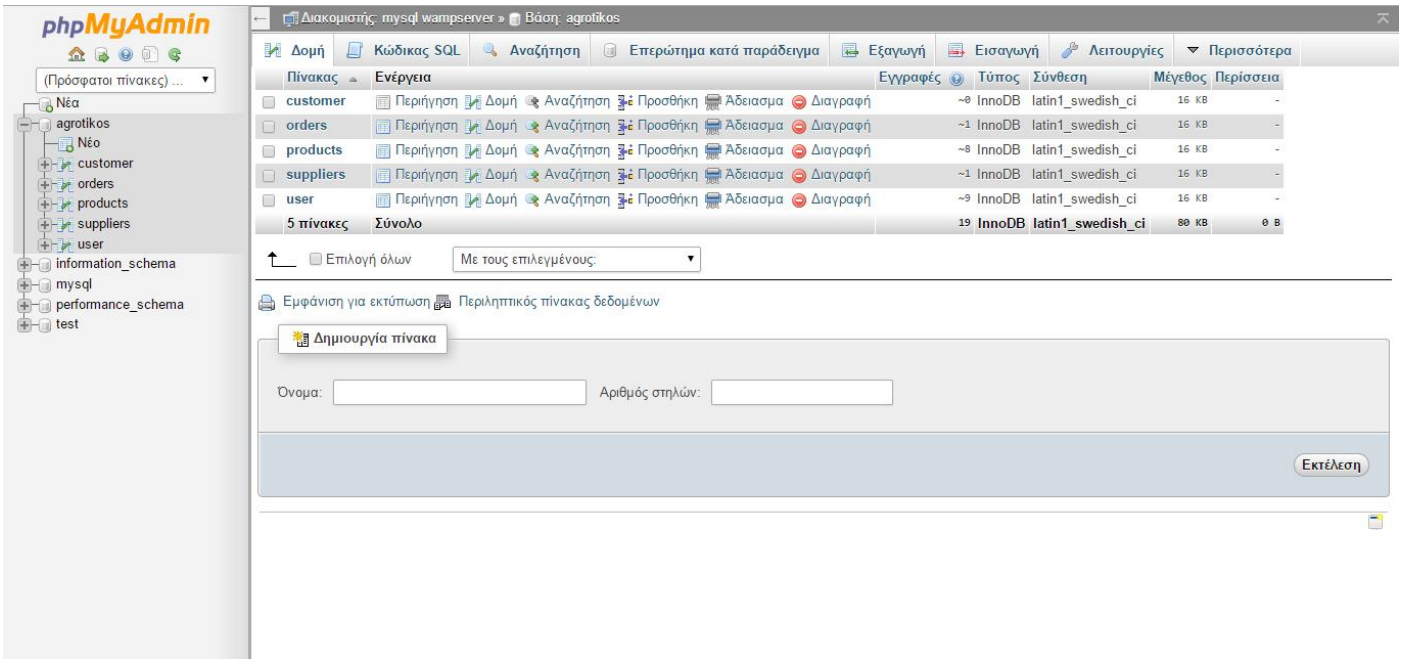 phpMyAdmin
(Πρόσφατοι πίνακες) ...
Νέα
agrotikos
Νέο
customer
orders
products
suppliers
user
information_schema
mysql
performance_schema
test
Διακομιστής: mysql wampserver » Βάση: agrotikos
Δομή Κώδικας SQL Αναζήτηση Επερώτημα κατά παράδειγμα Εξαγωγή Εισαγωγή Λειτουργίες Περισσότερα
Πίνακας Ενέργεια Εγγραφές Τύπος Σύνθεση Μέγεθος Περίσσεια
customer Περιήγηση Δομή Αναζήτηση Προσθήκη Άδειασμα Διαγραφή ~0 InnoDB latin1_swedish_ci 16 KB -
orders Περιήγηση Δομή Αναζήτηση Προσθήκη Άδειασμα Διαγραφή ~1 InnoDB latin1_swedish_ci 16 KB -
products Περιήγηση Δομή Αναζήτηση Προσθήκη Άδειασμα Διαγραφή ~8 InnoDB latin1_swedish_ci 16 KB -
suppliers Περιήγηση Δομή Αναζήτηση Προσθήκη Άδειασμα Διαγραφή ~1 InnoDB latin1_swedish_ci 16 KB -
user Περιήγηση Δομή Αναζήτηση Προσθήκη Άδειασμα Διαγραφή ~9 InnoDB latin1_swedish_ci 16 KB -
5 πίνακες Σύνολο 19 InnoDB latin1_swedish_ci 80 KB 0 B
Επιλογή όλων Με τους επιλεγμένους:
Εμφάνιση για εκτύπωση Περιληπτικός πίνακας δεδομένων
Δημιουργία πίνακα
Όνομα: Αριθμός στηλών:
Εκτέλεση